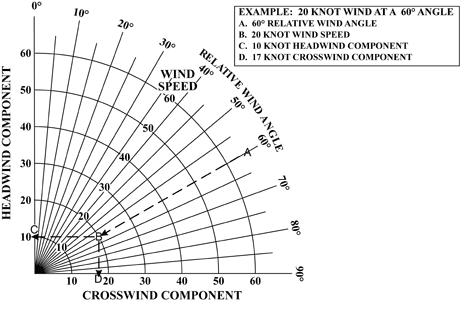 EXAMPLE: 20 KNOT WIND AT A 60° ANGLE
A. 60° RELATIVE WIND ANGLE
B. 20 KNOT WIND SPEED
C. 10 KNOT HEADWIND COMPONENT
D. 17 KNOT CROSSWIND COMPONENT
0°
10°
20°
30°
40°
50°
60°
70°
80°
90°
RELATIVE WIND ANGLE
WIND
SPEED
60
50
40
30
20
10
HEADWIND COMPONENT
60
50
40
30
20
10
A
B
C
D
10 20 30 40 50 60
CROSSWIND COMPONENT